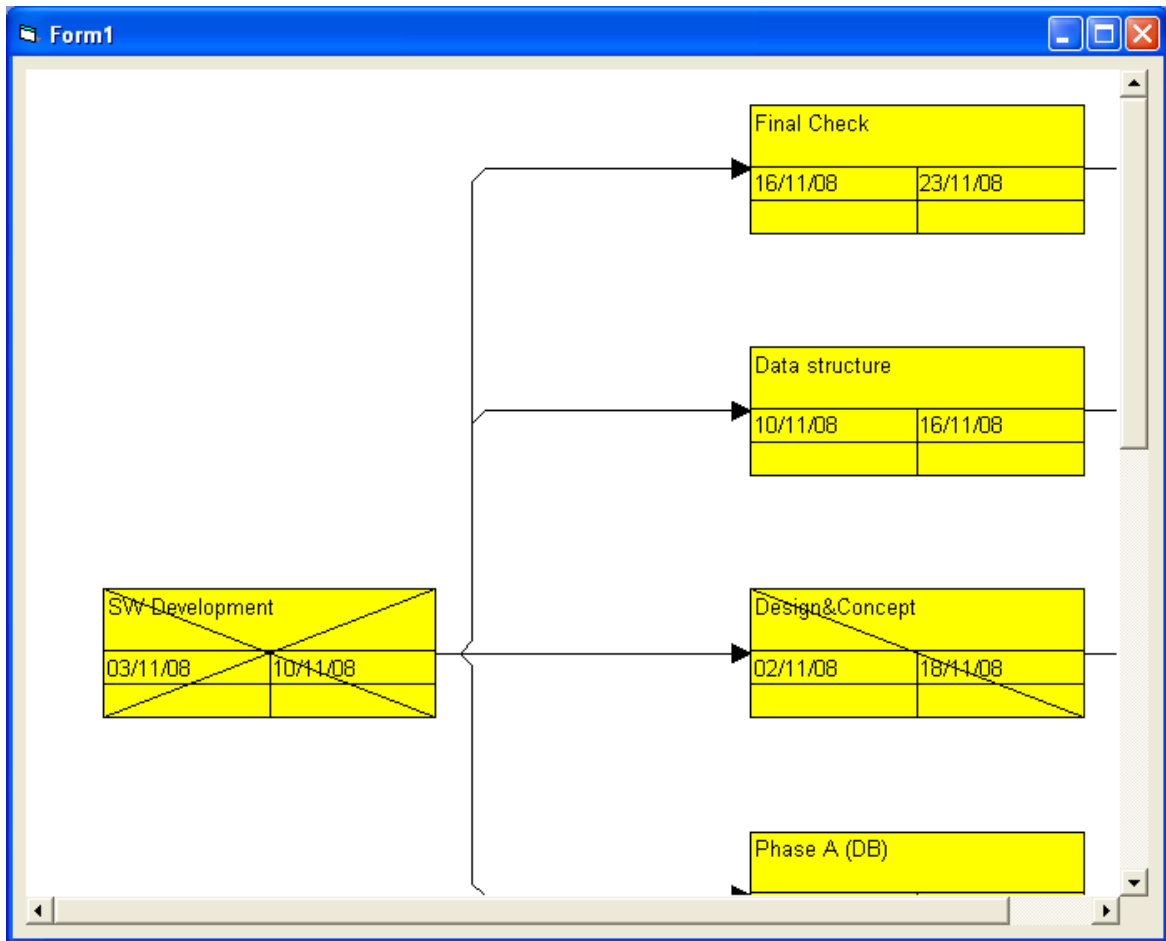 Form1
Final Check
16/11/08 23/11/08
Data structure
10/11/08 16/11/08
SW Development
03/11/08 10/11/08
Design&Concept
02/11/08 18/11/08
Phase A (DB)